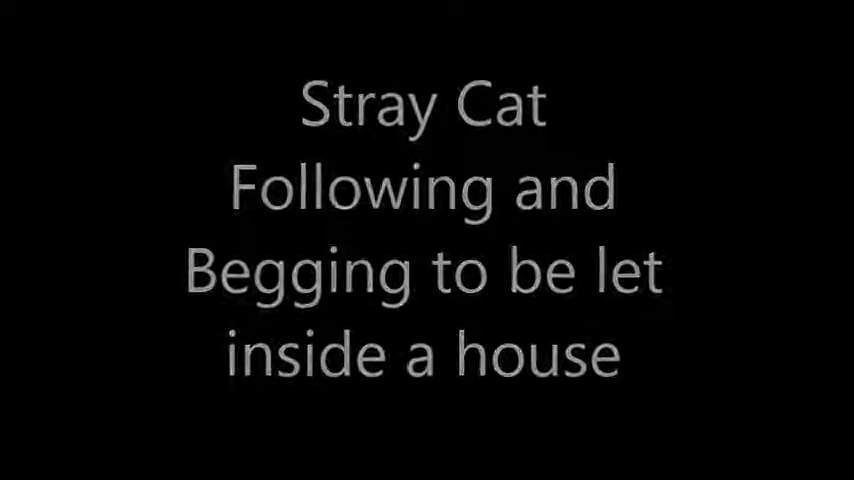 Stray Cat
Following and
Begging to be let
inside a house